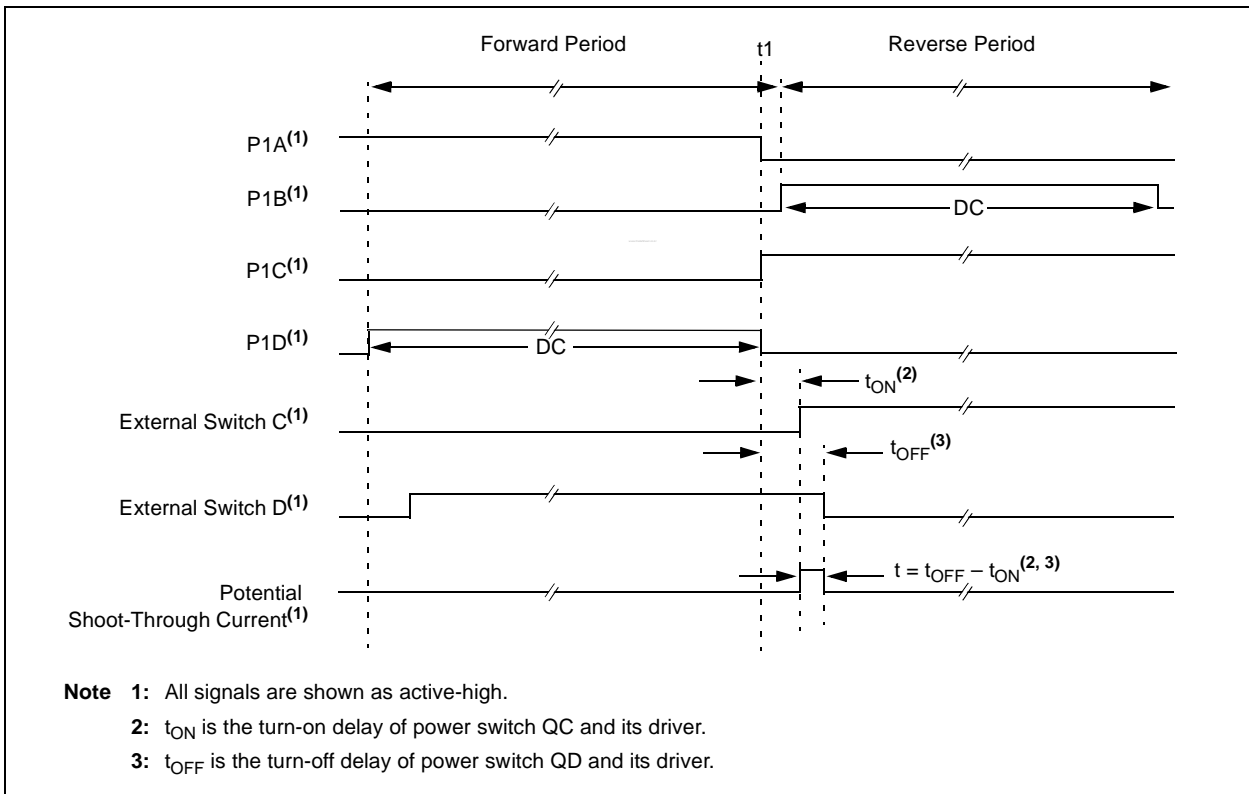 Forward Period
t1
Reverse Period
P1A(1)
P1B(1)
DC
P1C(1)
P1D(1)
DC
tON(2)
External Switch C(1)
tOFF(3)
External Switch D(1)
t = tOFF – tON(2, 3)
Potential
Shoot-Through Current(1)
Note 1: All signals are shown as active-high.
2: tON is the turn-on delay of power switch QC and its driver.
3: tOFF is the turn-off delay of power switch QD and its driver.